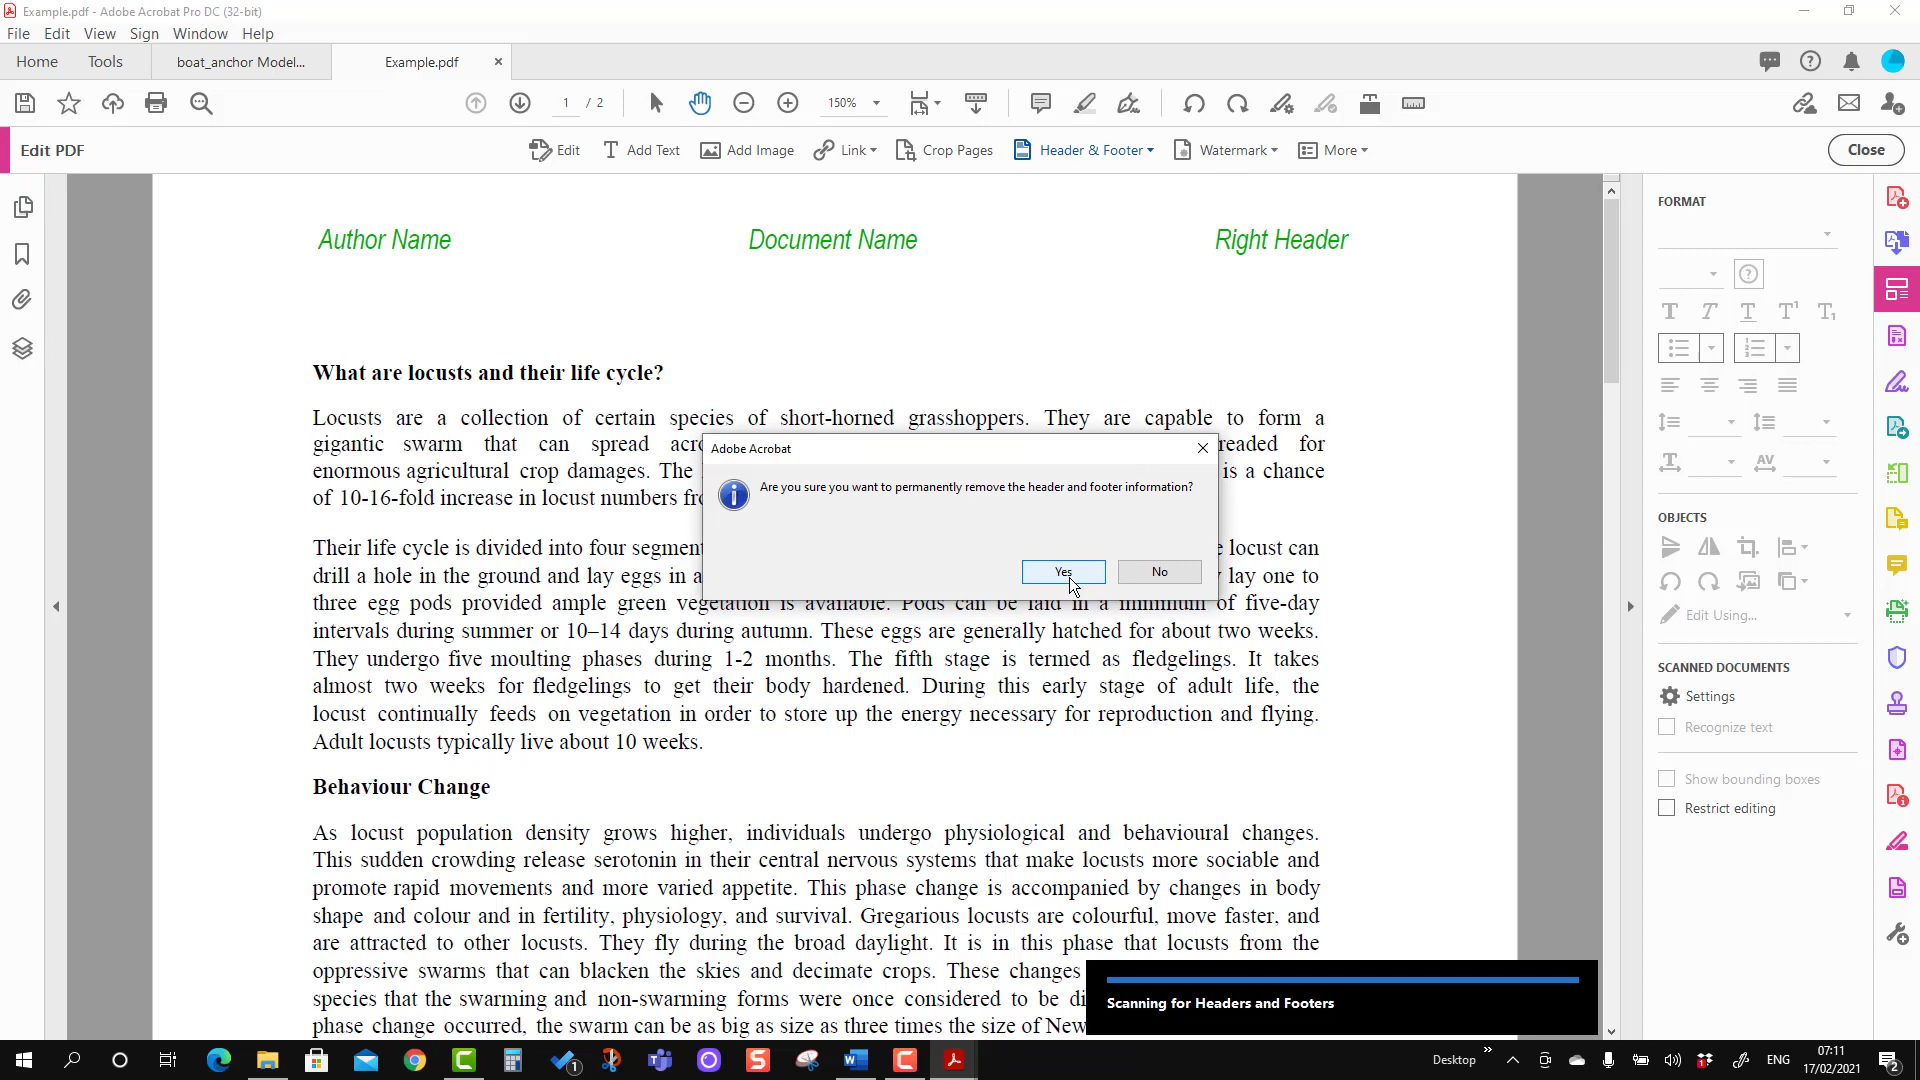 Example.pdf - Adobe Acrobat Pro DC (32-bit)
File Edit View Sign Window Help
Home Tools boat_anchor Model... Example.pdf
1 / 2 150%
Edit PDF Edit Add Text Add Image Link Crop Pages Header & Footer Watermark More Close
Author Name Document Name Right Header
FORMAT
What are locusts and their life cycle?
Locusts are a collection of certain species of short-horned grasshoppers. They are capable to form a
gigantic swarm that can spread acro readed for
enormous agricultural crop damages. The is a chance
of 10-16-fold increase in locust numbers fro
Adobe Acrobat
Are you sure you want to permanently remove the header and footer information?
Yes No
Their life cycle is divided into four segment locust can
drill a hole in the ground and lay eggs in a lay one to
three egg pods provided ample green vegetation is available. Pods can be laid in a minimum of five-day
intervals during summer or 10–14 days during autumn. These eggs are generally hatched for about two weeks.
They undergo five moulting phases during 1-2 months. The fifth stage is termed as fledgelings. It takes
almost two weeks for fledgelings to get their body hardened. During this early stage of adult life, the
locust continually feeds on vegetation in order to store up the energy necessary for reproduction and flying.
Adult locusts typically live about 10 weeks.
Behaviour Change
As locust population density grows higher, individuals undergo physiological and behavioural changes.
This sudden crowding release serotonin in their central nervous systems that make locusts more sociable and
promote rapid movements and more varied appetite. This phase change is accompanied by changes in body
shape and colour and in fertility, physiology, and survival. Gregarious locusts are colourful, move faster, and
are attracted to other locusts. They fly during the broad daylight. It is in this phase that locusts from the
oppressive swarms that can blacken the skies and decimate crops. These changes
species that the swarming and non-swarming forms were once considered to be di
phase change occurred, the swarm can be as big as size as three times the size of New
OBJECTS
Edit Using...
SCANNED DOCUMENTS
Settings
Recognize text
Show bounding boxes
Restrict editing
Scanning for Headers and Footers
Desktop ENG 07:11
17/02/2021